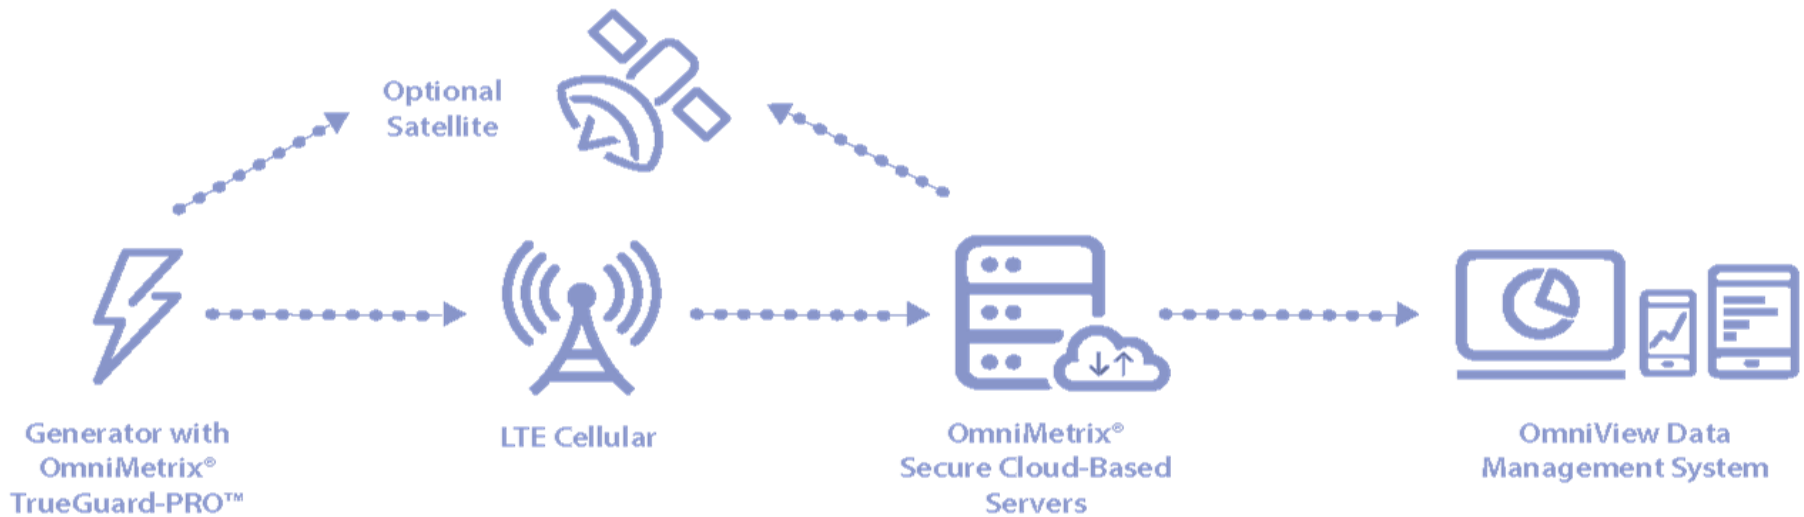 Optional
Satellite
Generator with
OmniMetrix®
TrueGuard-PRO™
LTE Cellular
OmniMetrix®
Secure Cloud-Based
Servers
OmniView Data
Management System